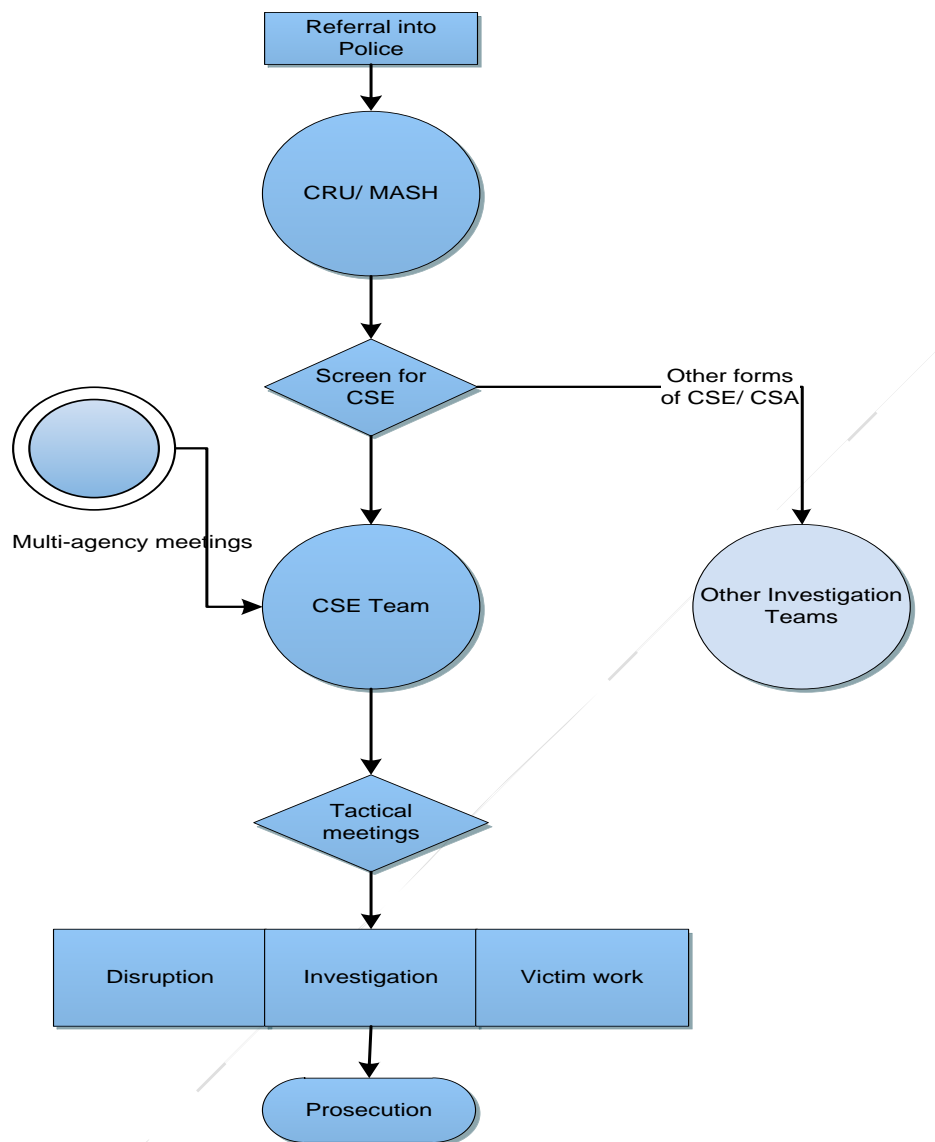 Referral into
Police
CRU/ MASH
Screen for
CSE
Other forms
of CSE/ CSA
Multi-agency meetings
CSE Team
Other Investigation
Teams
Tactical
meetings
Disruption
Investigation
Victim work
Prosecution